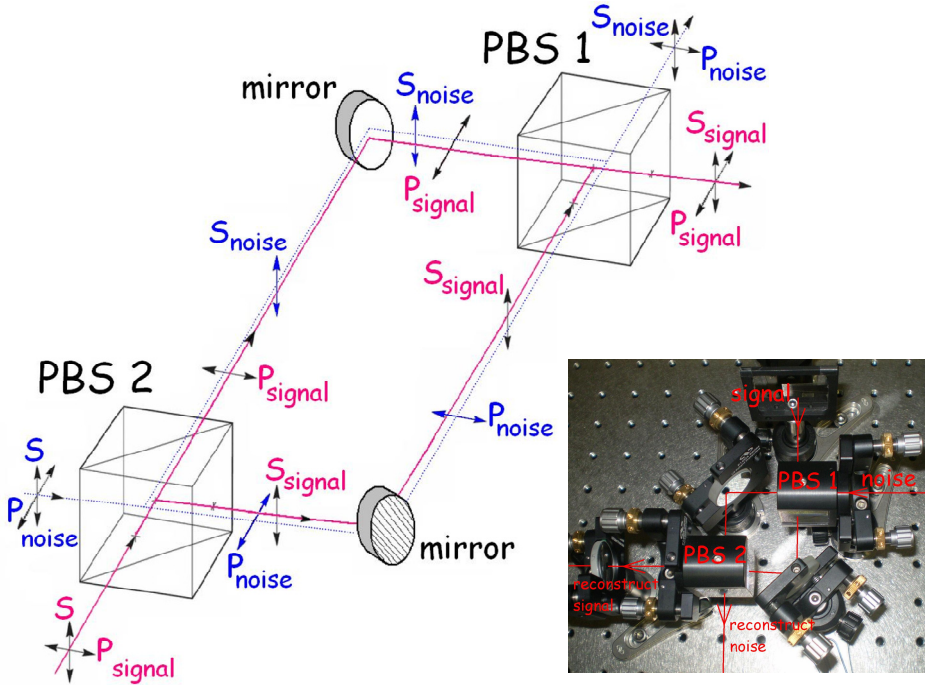 S
noise
PBS 1
P
noise
mirror
S
noise
S
signal
P
signal
P
signal
S
noise
S
signal
PBS 2
P
signal
P
noise
S
P
noise
S
signal
P
noise
mirror
S
P
signal
signal
PBS 1
noise
PBS 2
reconstruct
signal
reconstruct
noise